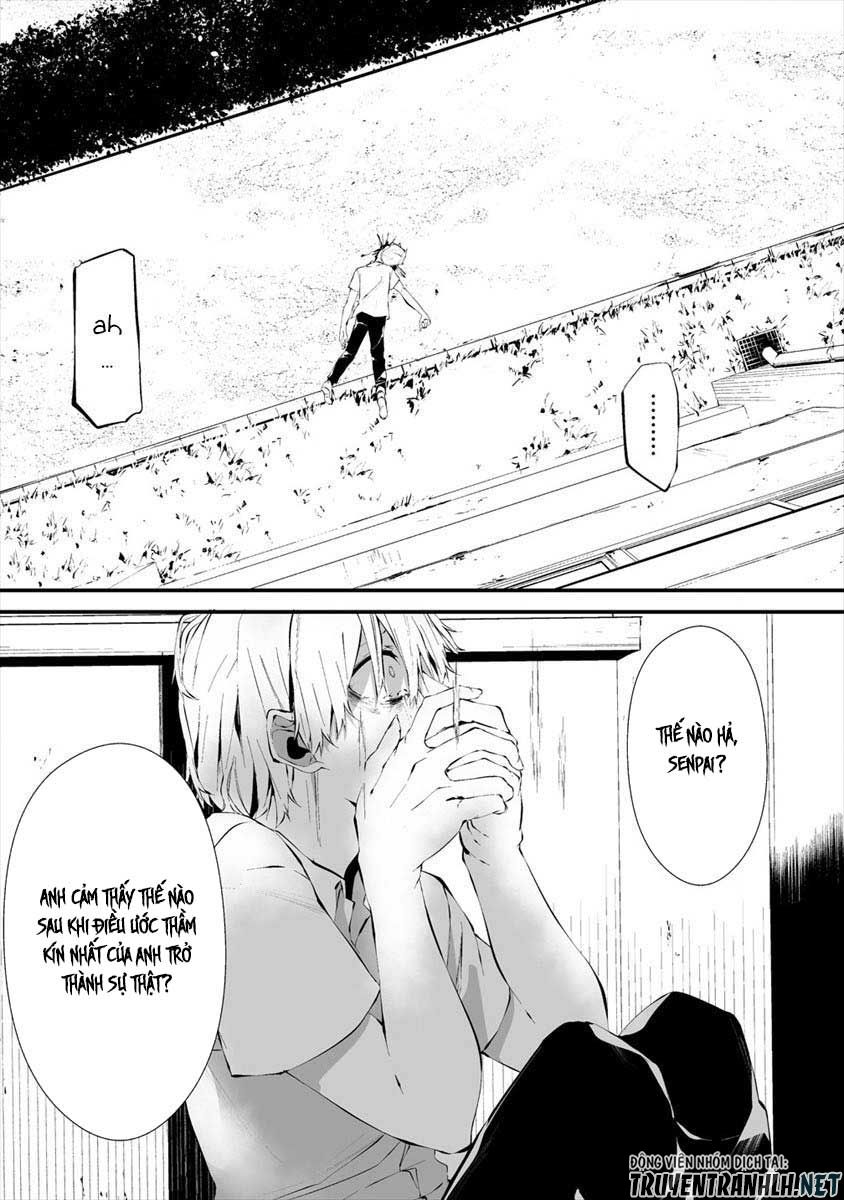 ........
ah
...
THẾ NÀO HẢ,
SENPAI?
ANH CẢM THẤY THẾ NÀO
SAU KHI ĐIỀU ƯỚC THẦM
KÍN NHẤT CỦA ANH TRỞ
THÀNH SỰ THẬT?
ĐỘNG VIÊN NHÓM DỊCH TẠI:
TRUYENTRANHLH.NET